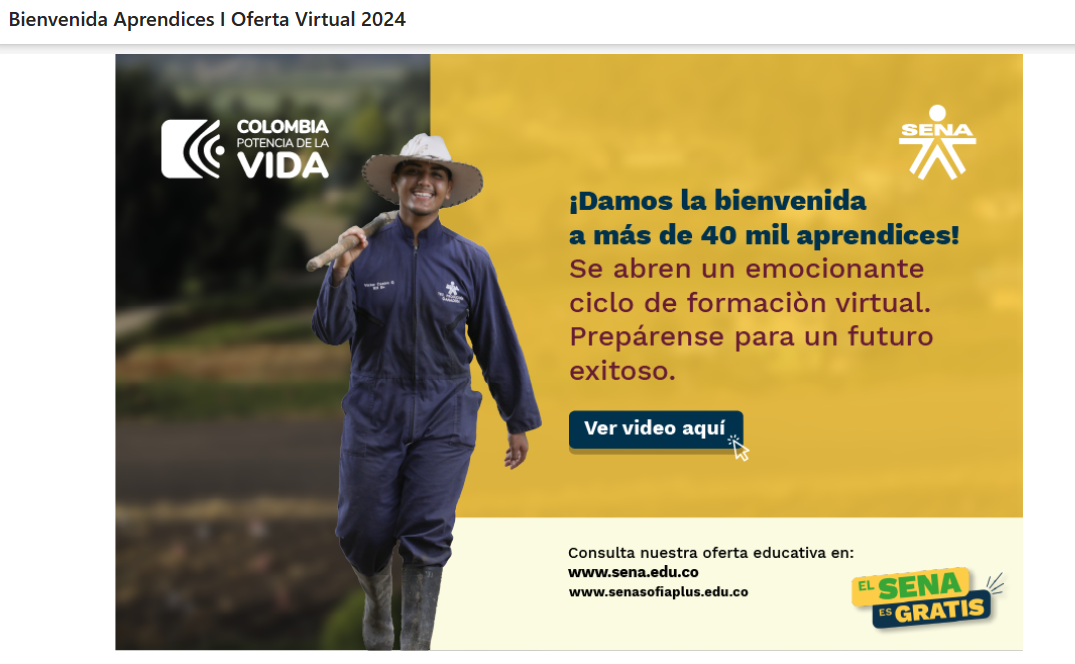 Bienvenida Aprendices I Oferta Virtual 2024
COLOMBIA
POTENCIA DE LA
VIDA
SENA
¡Damos la bienvenida
a más de 40 mil aprendices!
Se abren un emocionante
ciclo de formaciòn virtual.
Prepárense para un futuro
exitoso.
Ver video aquí
Consulta nuestra oferta educativa en:
www.sena.edu.co
www.senasofiaplus.edu.co
EL SENA
ES GRATIS